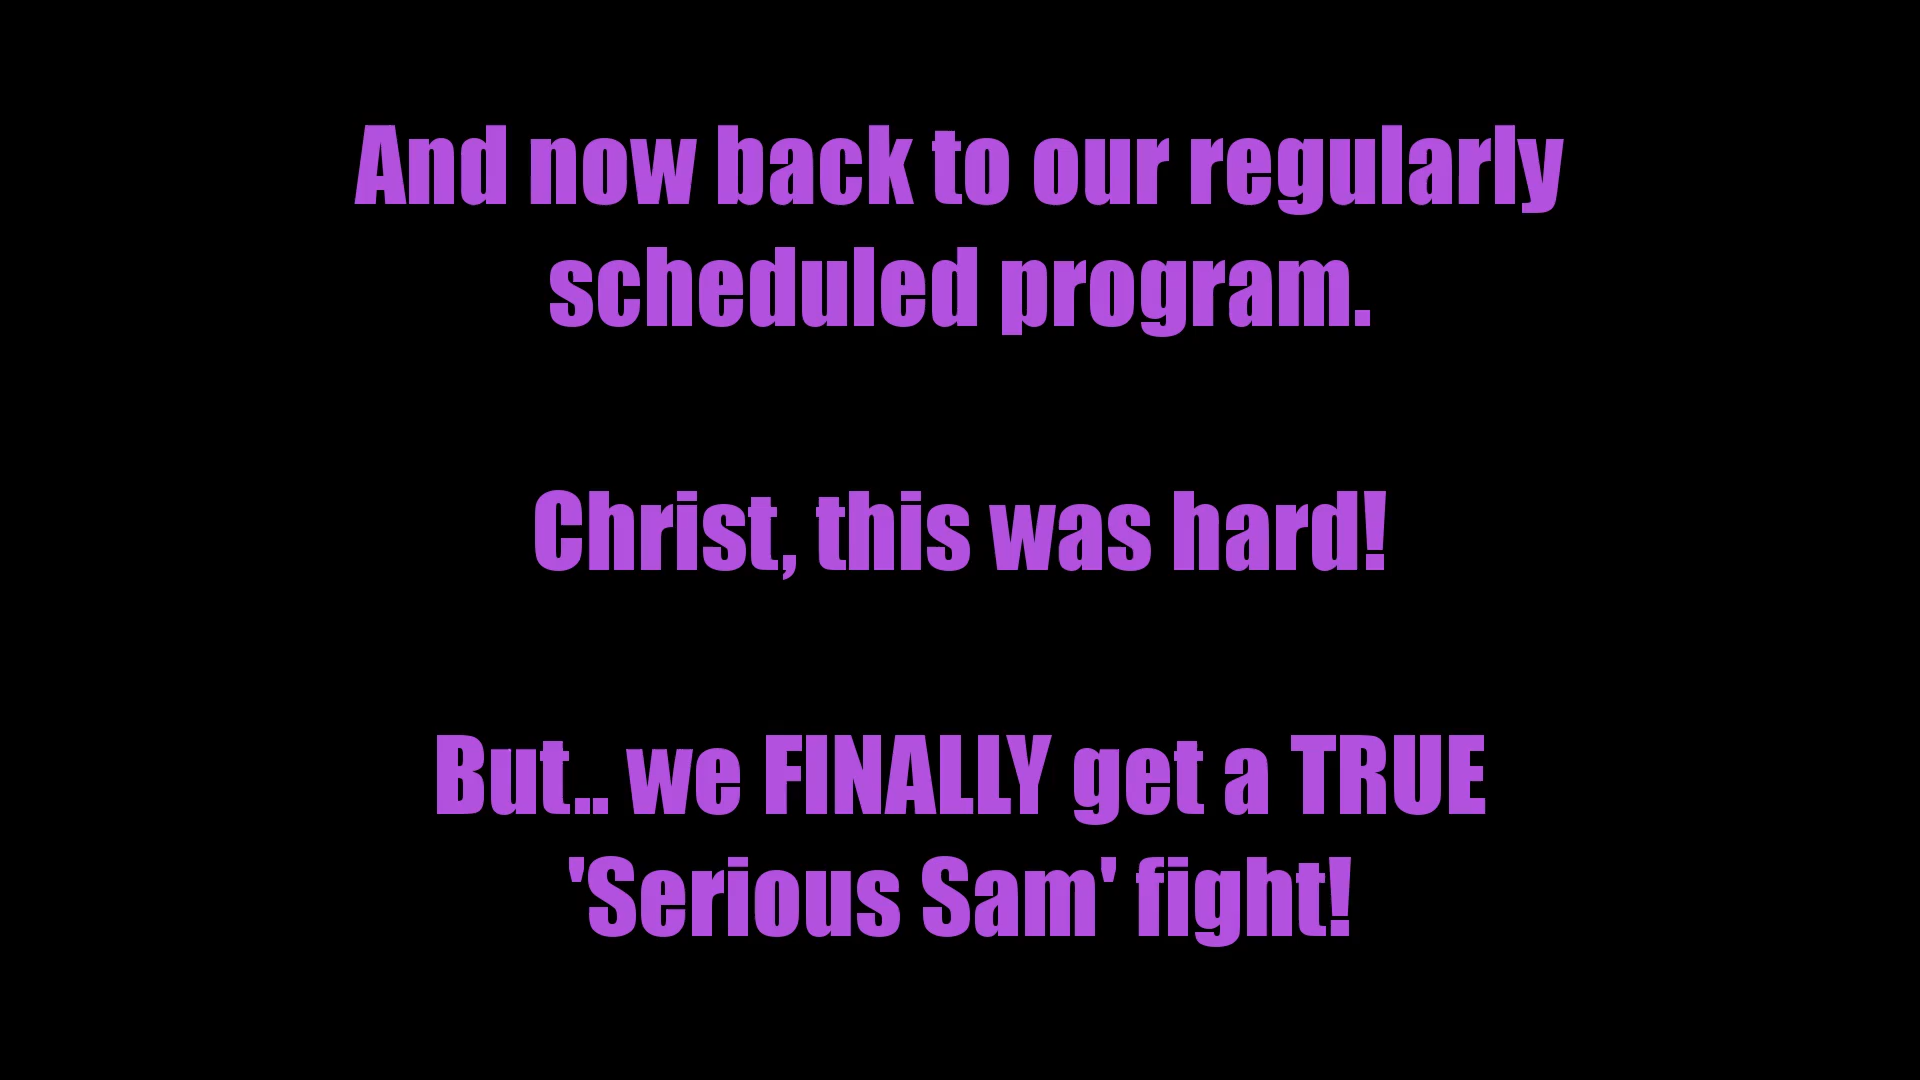 And now back to our regularly
scheduled program.
Christ, this was hard!
But.. we FINALLY get a TRUE
'Serious Sam' fight!